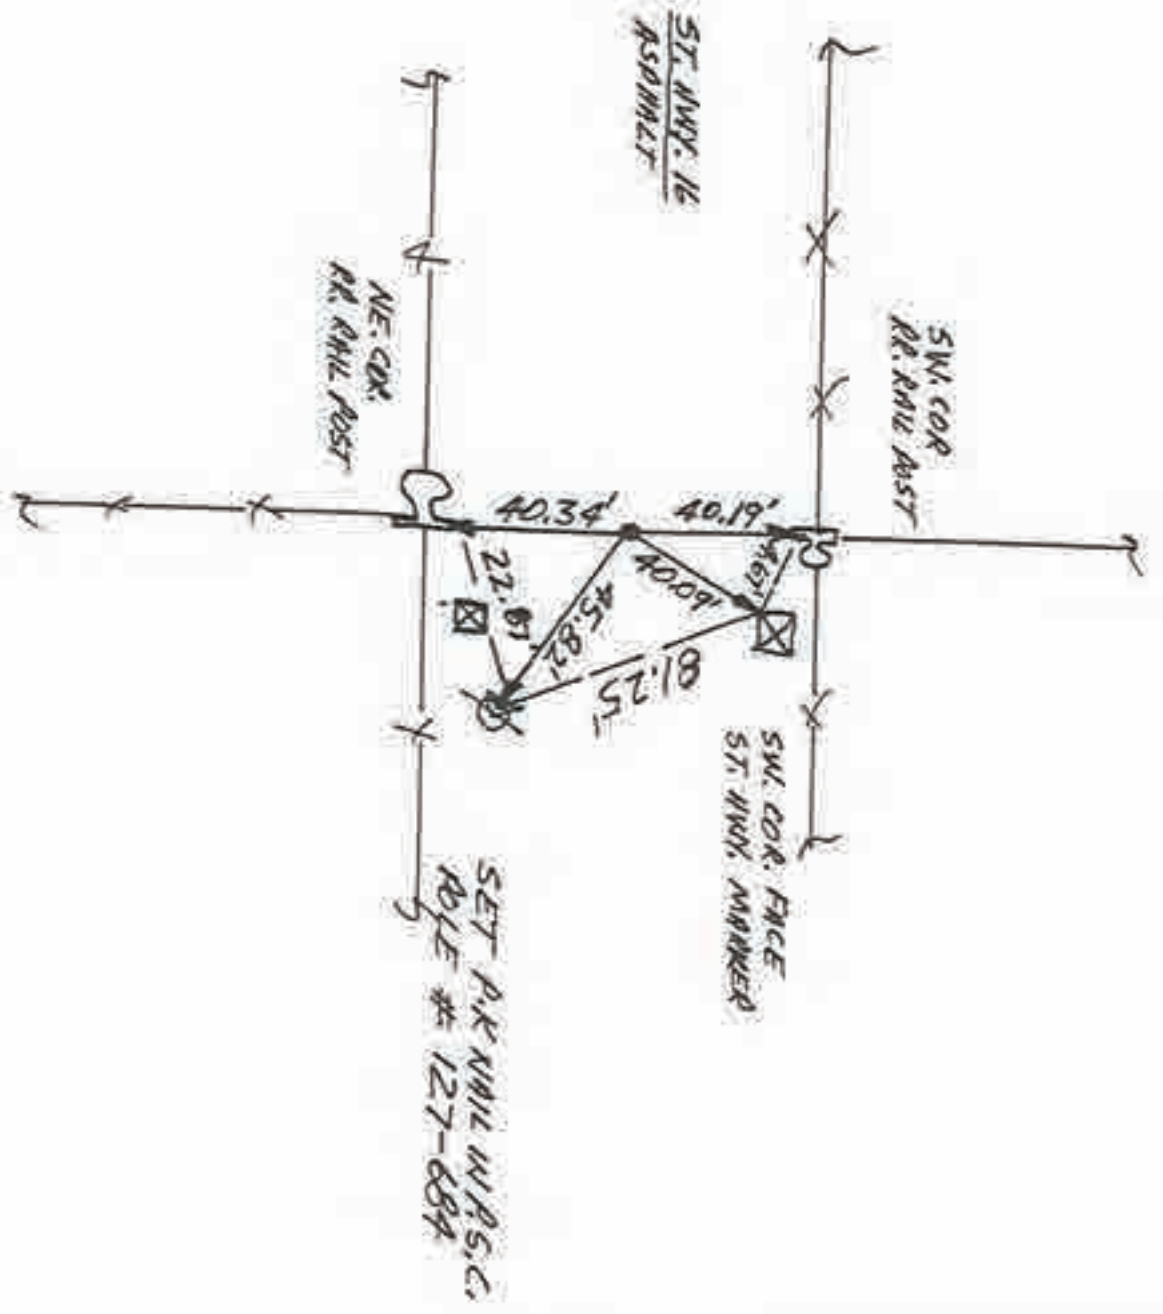 ST. HWY. 16
ASPHALT
SW. COR
RR. RAIL POST
NE. COR.
RR. RAIL POST
40.34'
40.19'
40.09'
22.67'
45.82'
81.25'
SW. COR. FACE
ST. HWY. MARKER
SET P.K NAIL IN P.S.C.
POLE # 127-684